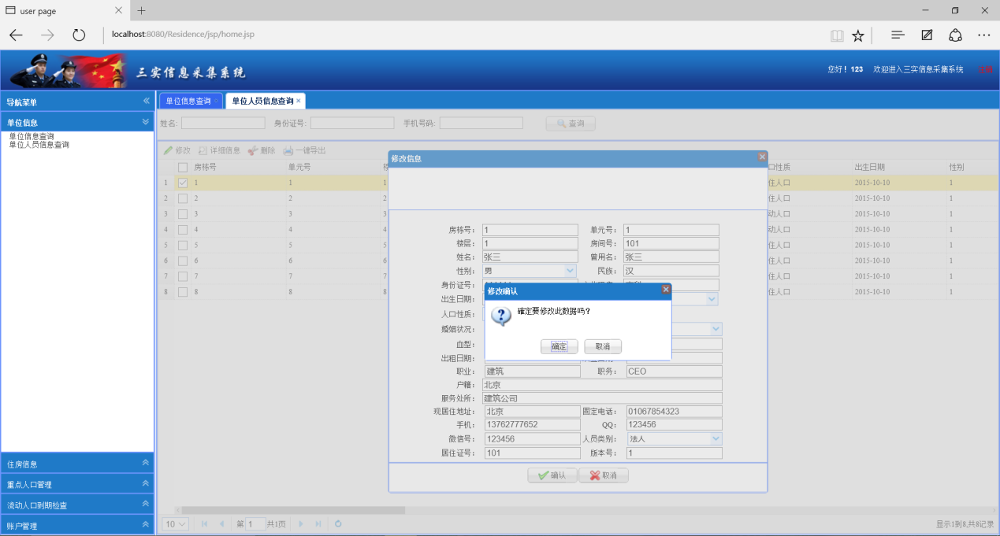 user page
localhost:8080/Residence/jsp/home.jsp
三实信息采集系统
您好！123 欢迎进入三实信息采集系统 注销
导航菜单
单位信息
单位信息查询
单位人员信息查询
住房信息
重点人口管理
流动人口到期检查
账户管理
单位信息查询 单位人员信息查询
姓名: 身份证号: 手机号码: 查询
修改 详细信息 删除 一键导出
房栋号 单元号 口性质 出生日期 性别
1 1 1 1 住人口 2015-10-10 1
2 2 2 2 住人口 2015-10-10 1
3 3 3 3 动人口 2015-10-10 1
4 4 4 4 动人口 2015-10-10 1
5 5 5 5 住人口 2015-10-10 1
6 6 6 6 住人口 2015-10-10 1
7 7 7 7 住人口 2015-10-10 1
8 8 8 8 住人口 2015-10-10 1
修改信息
房栋号: 1 单元号: 1
楼层: 1 房间号: 101
姓名: 张三 曾用名: 张三
性别: 男 民族: 汉
身份证号:
出生日期:
人口性质:
婚姻状况:
血型:
出租日期:
职业: 建筑 职务: CEO
户籍: 北京
服务处所: 建筑公司
现居住地址: 北京 固定电话: 01067854323
手机: 13762777652 QQ: 123456
微信号: 123456 人员类别: 法人
居住证号: 101 版本号: 1
确认 取消
修改确认
確定要修改此数据吗?
确定 取消
10 第 1 共1页
显示1到8,共8记录